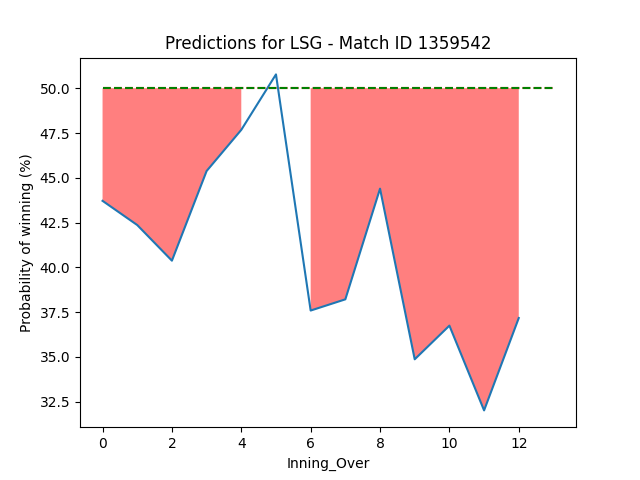 Predictions for LSG - Match ID 1359542
Probability of winning (%)
50.0
47.5
45.0
42.5
40.0
37.5
35.0
32.5
0 2 4 6 8 10 12
Inning_Over